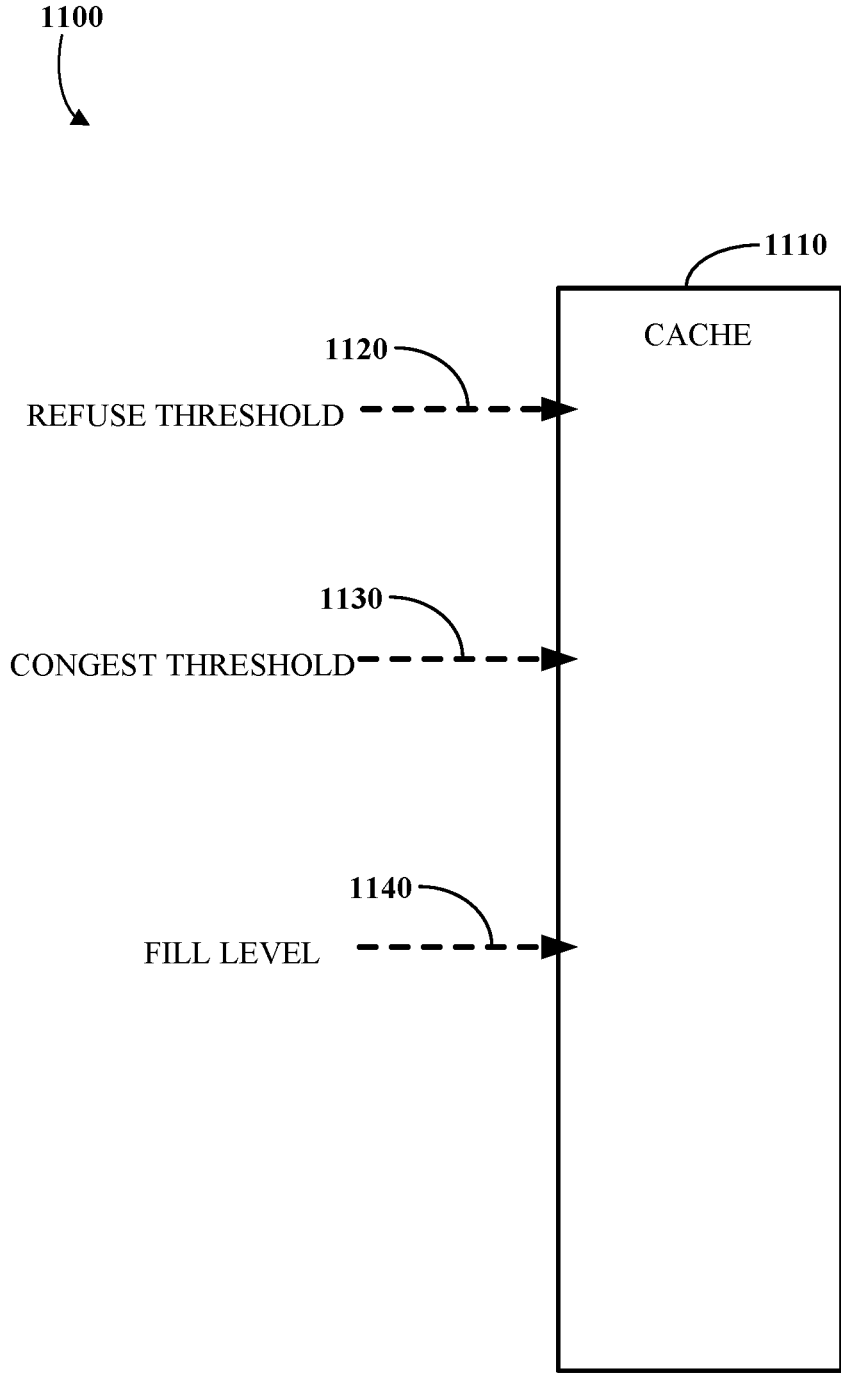 1100
1110
CACHE
1120
REFUSE THRESHOLD
1130
CONGEST THRESHOLD
1140
FILL LEVEL